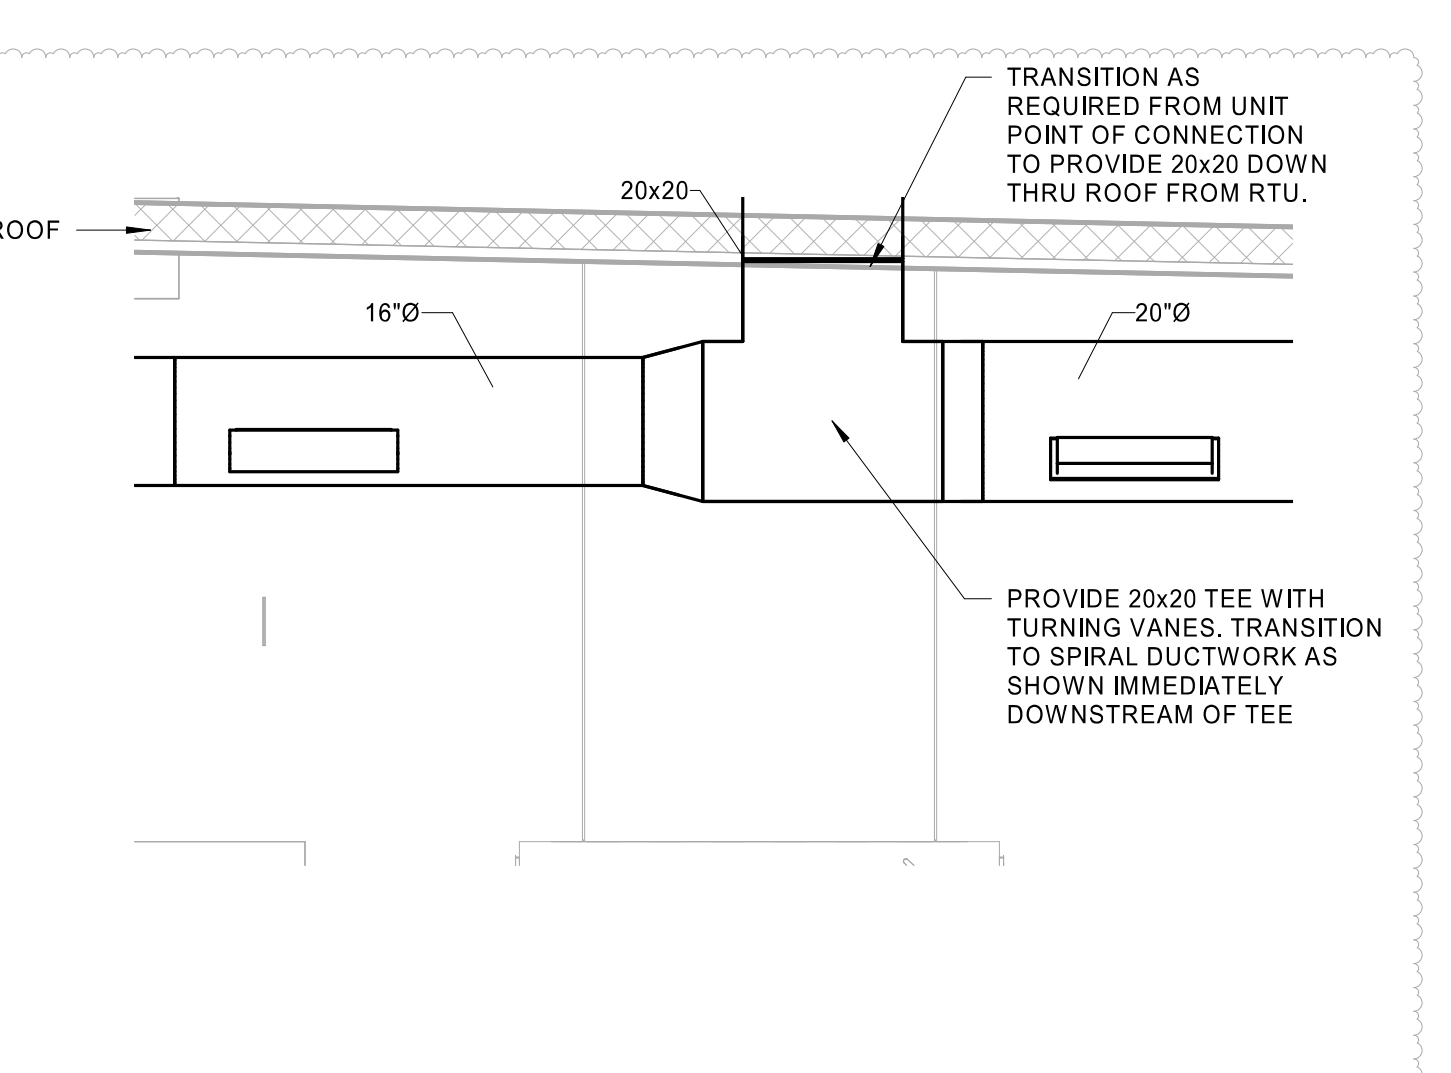 TRANSITION AS
REQUIRED FROM UNIT
POINT OF CONNECTION
TO PROVIDE 20x20 DOWN
THRU ROOF FROM RTU.
20x20
ROOF
16"Ø
20"Ø
PROVIDE 20x20 TEE WITH
TURNING VANES. TRANSITION
TO SPIRAL DUCTWORK AS
SHOWN IMMEDIATELY
DOWNSTREAM OF TEE